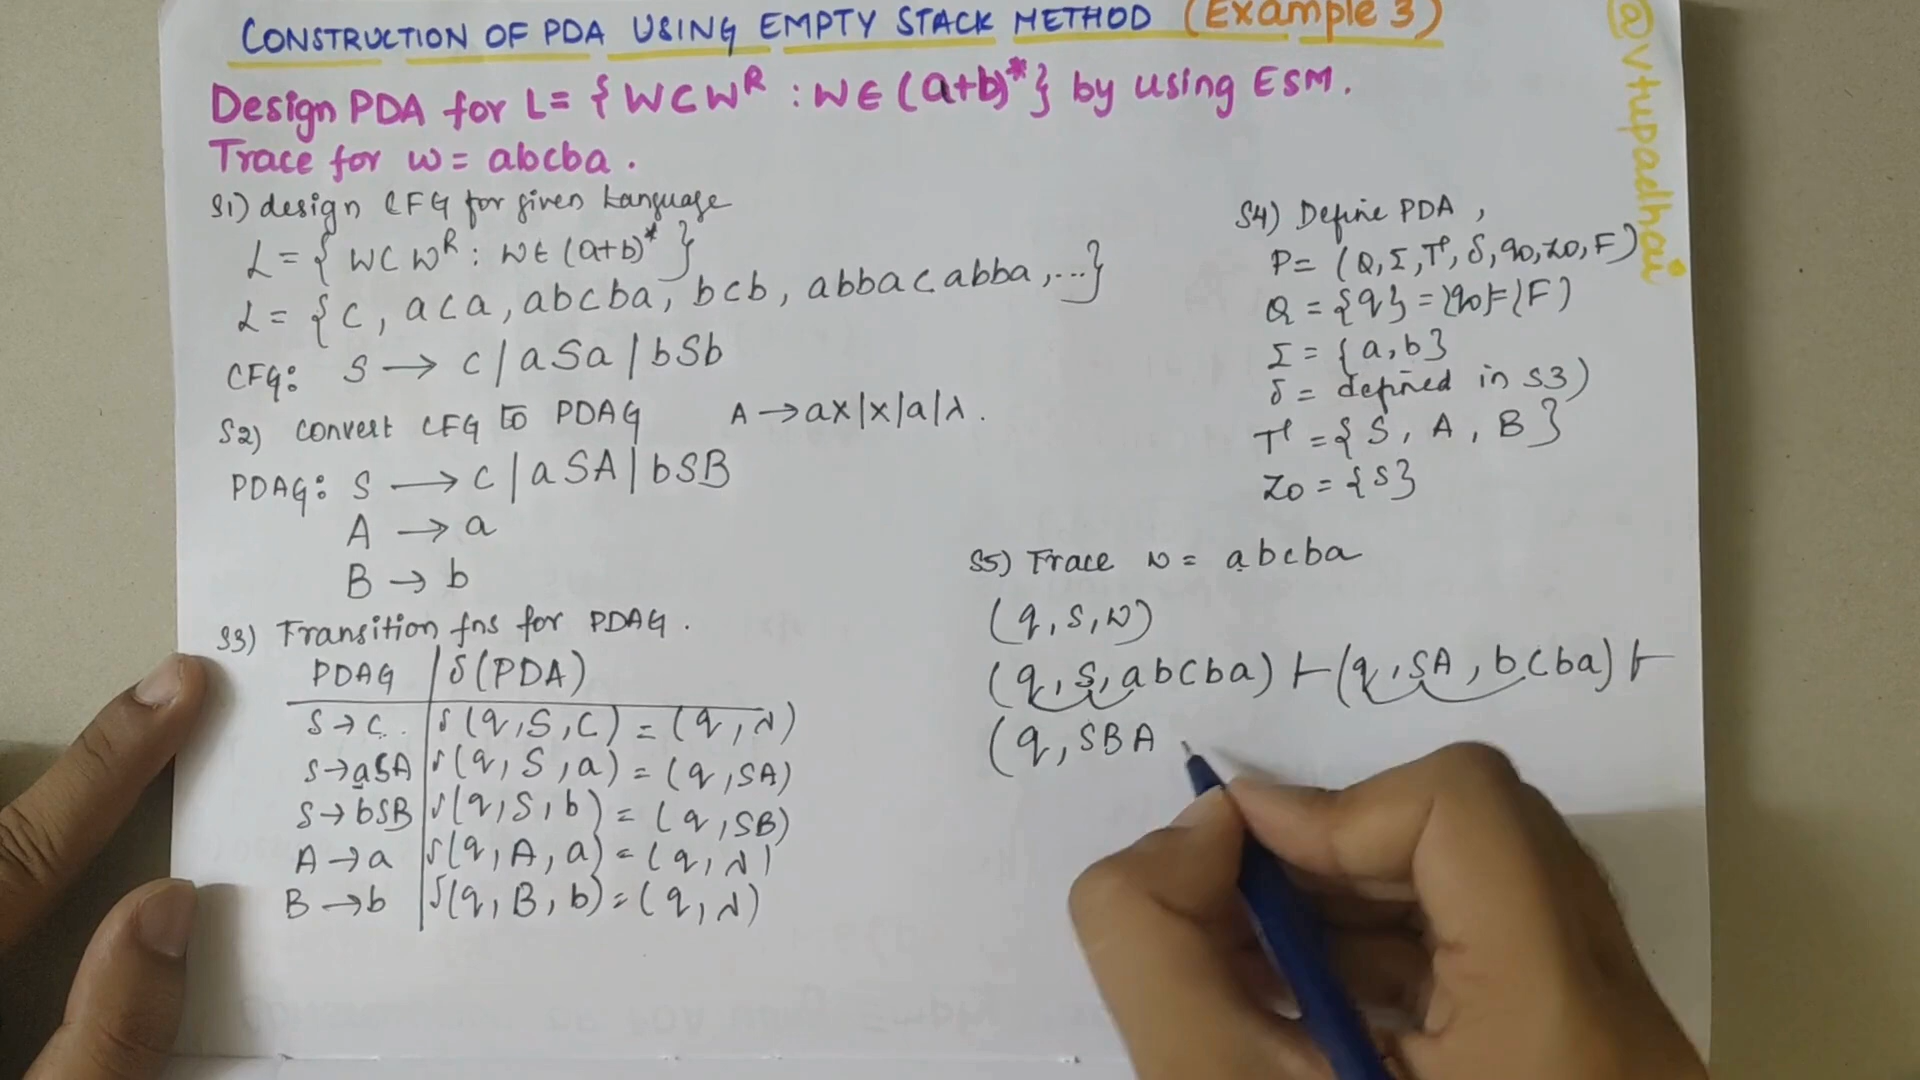 CONSTRUCTION OF PDA USING EMPTY STACK METHOD (Example 3)
Design PDA for L= { WCW^R : W∈(a+b)* } by using ESM.
Trace for w= abcba.
S1) design CFG for given Language
L= { WCW^R : W∈(a+b)* }
L= { c, aca, abcba, bcb, abbacabba, ...}
CFG: S → c | aSa | bSb
S2) convert CFG to PDAG A → ax|x|a|λ.
PDAG: S → c | aSA | bSB
A → a
B → b
S3) Transition fns for PDAG.
PDAG | δ(PDA)
S→c. δ(q,S,C) = (q,λ)
S→aSA δ(q,S,a) = (q,SA)
S→bSB δ(q,S,b) = (q,SB)
A→a δ(q,A,a) = (q,λ)
B→b δ(q,B,b) = (q,λ)
S4) Define PDA,
P= (Q,Σ,Γ,δ,q0,z0,F)
Q = {q} = {q0} = {F}
Σ = {a,b}
δ = defined in S3)
Γ = {S, A, B}
Z0 = {S}
S5) Trace w = abcba
(q,S,w)
(q,S,abcba) ⊢ (q,SA,bcba) ⊢
(q,SBA
@vtupadhai